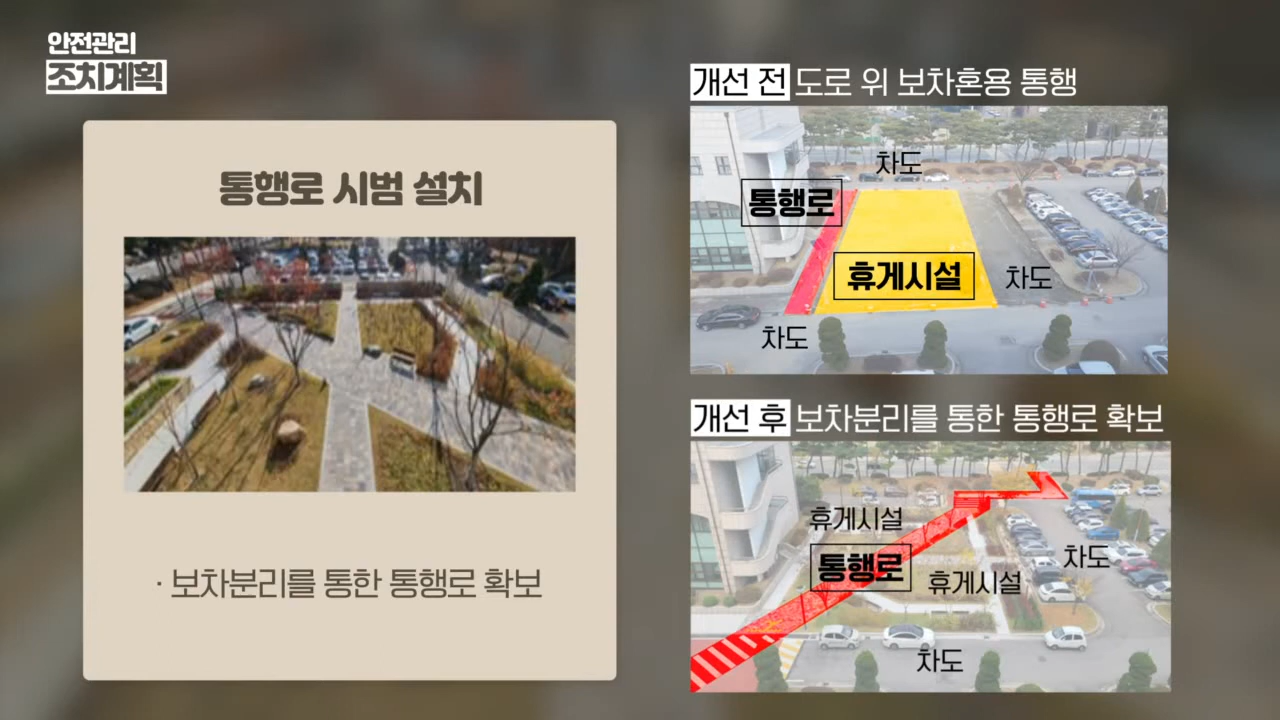 안전관리
조치계획
통행로 시범 설치
· 보차분리를 통한 통행로 확보
개선 전 도로 위 보차혼용 통행
차도
통행로
휴게시설
차도
차도
개선 후 보차분리를 통한 통행로 확보
휴게시설
통행로
휴게시설
차도
차도